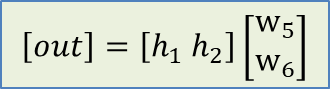 [out] = [h₁ h₂] [w₅
w₆]